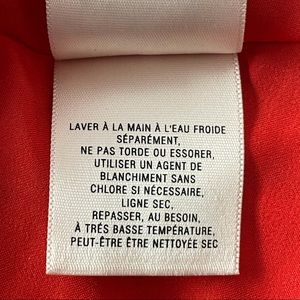 LAVER À LA MAIN À L'EAU FROIDE
SÉPARÉMENT,
NE PAS TORDE OU ESSORER,
UTILISER UN AGENT DE
BLANCHIMENT SANS
CHLORE SI NÉCESSAIRE,
LIGNE SEC,
REPASSER, AU BESOIN,
À TRÉS BASSE TEMPÉRATURE,
PEUT-ÊTRE ÊTRE NETTOYÉE SEC